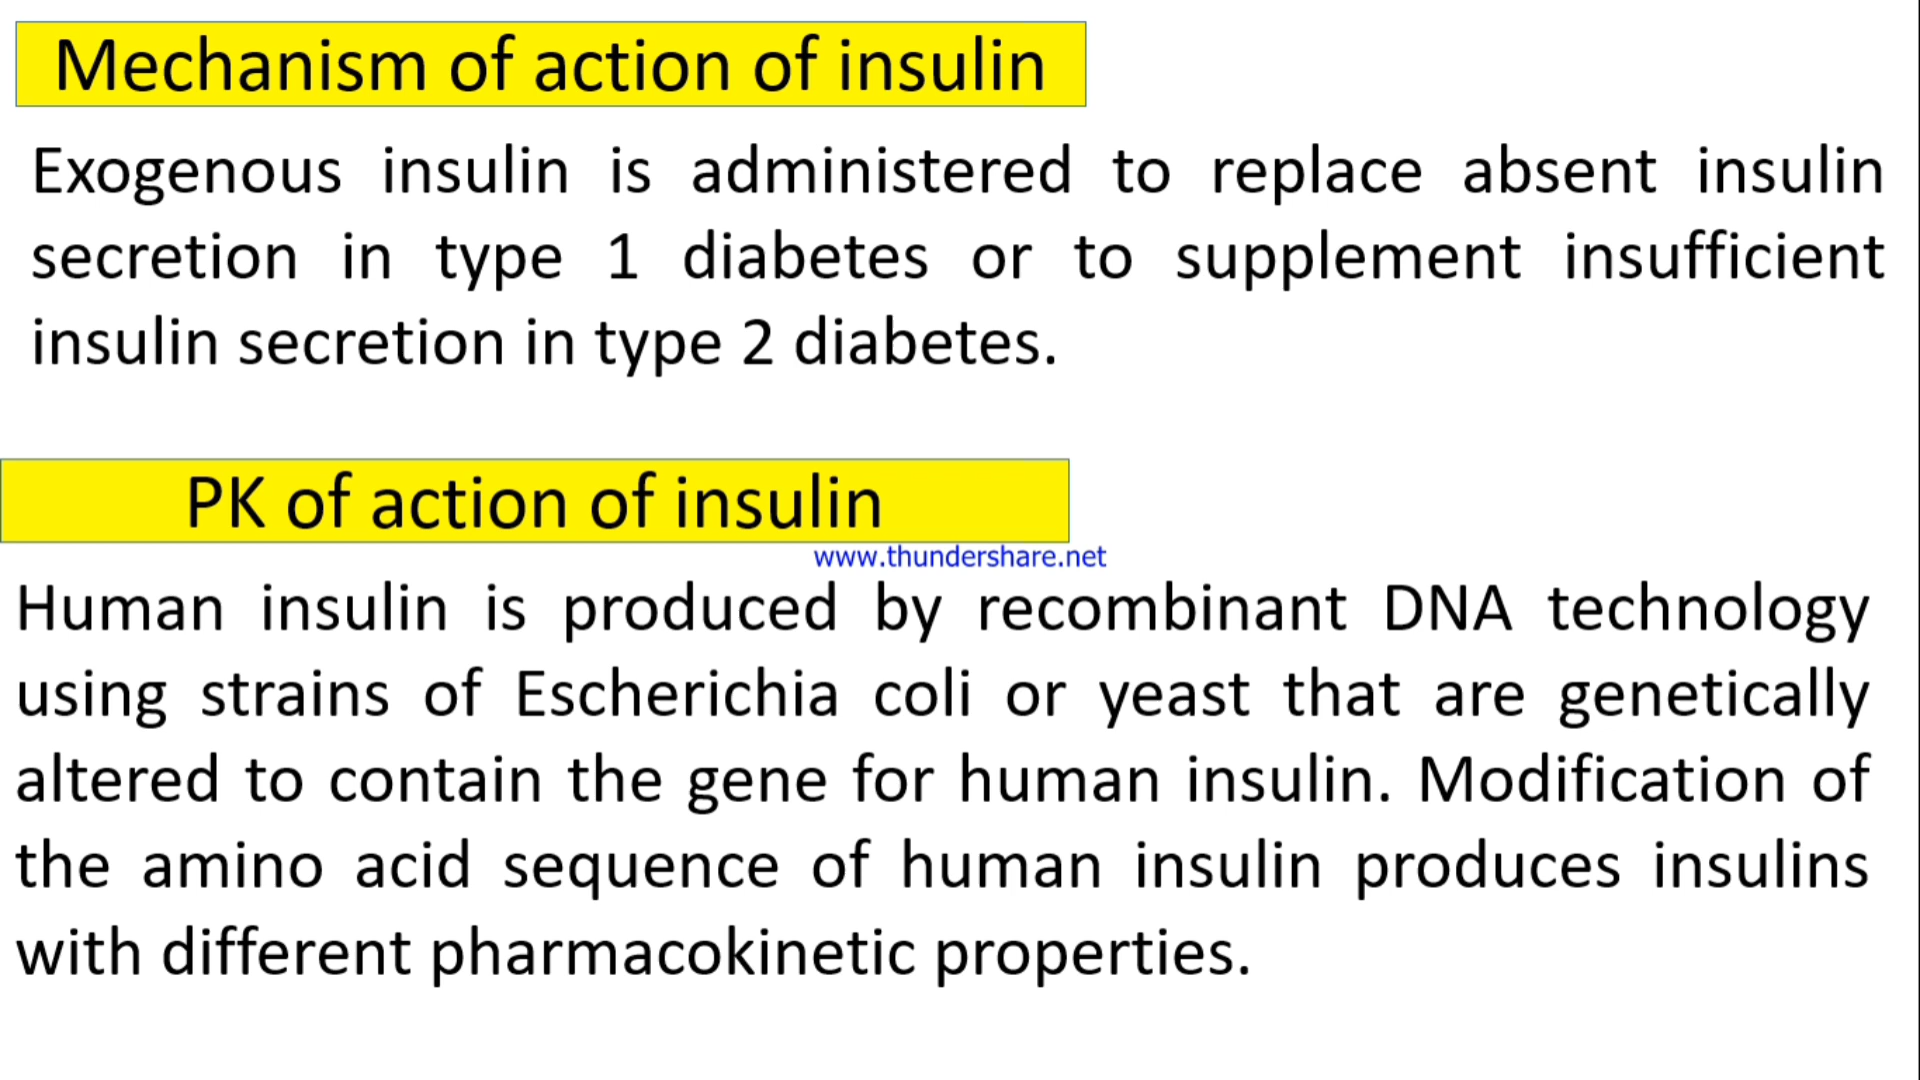 Mechanism of action of insulin
Exogenous insulin is administered to replace absent insulin
secretion in type 1 diabetes or to supplement insufficient
insulin secretion in type 2 diabetes.
PK of action of insulin
www.thundershare.net
Human insulin is produced by recombinant DNA technology
using strains of Escherichia coli or yeast that are genetically
altered to contain the gene for human insulin. Modification of
the amino acid sequence of human insulin produces insulins
with different pharmacokinetic properties.